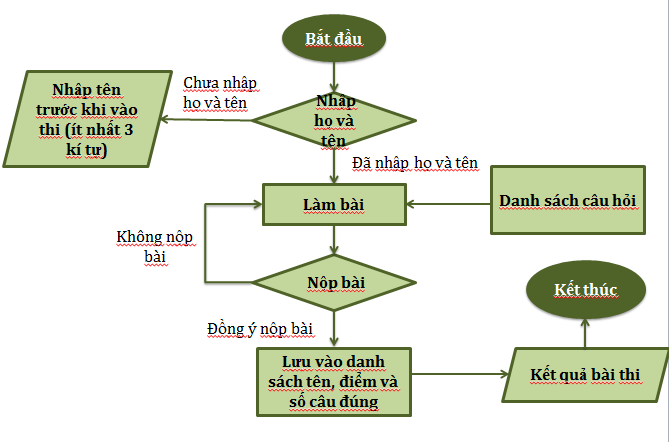 Bắt đầu
Chưa nhập
họ và tên
Nhập tên
trước khi vào
thi (ít nhất 3
kí tự)
Nhập
họ và
tên
Đã nhập họ và tên
Làm bài
Danh sách câu hỏi
Không nộp
bài
Nộp bài
Kết thúc
Đồng ý nộp bài
Lưu vào danh
sách tên, điểm và
số câu đúng
Kết quả bài thi